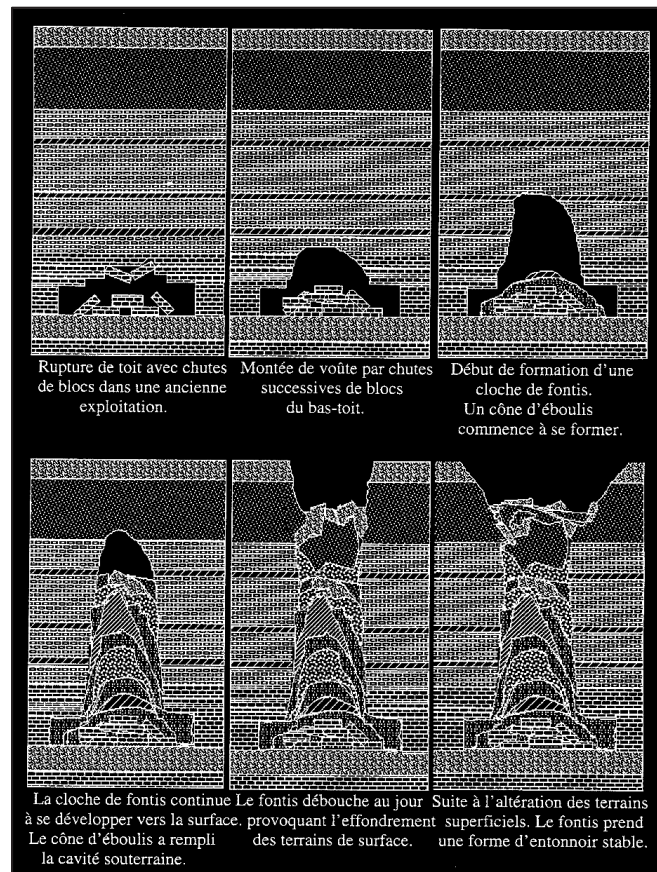 Rupture de toit avec chutes
de blocs dans une ancienne
exploitation.
Montée de voûte par chutes
successives de blocs
du bas-toit.
Début de formation d'une
cloche de fontis.
Un cône d'éboulis
commence à se former.
La cloche de fontis continue
à se développer vers la surface.
Le cône d'éboulis a rempli
la cavité souterraine.
Le fontis débouche au jour
provoquant l'effondrement
des terrains de surface.
Suite à l'altération des terrains
superficiels. Le fontis prend
une forme d'entonnoir stable.